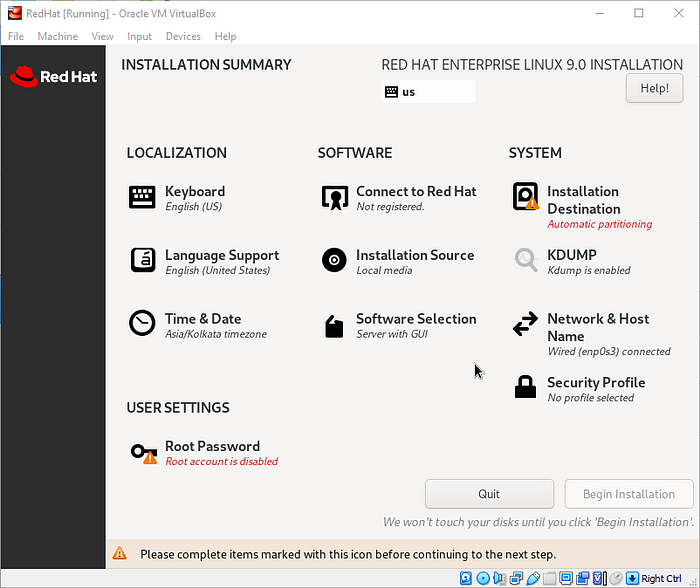 RedHat [Running] - Oracle VM VirtualBox
File Machine View Input Devices Help
Red Hat
INSTALLATION SUMMARY
RED HAT ENTERPRISE LINUX 9.0 INSTALLATION
us
Help!
LOCALIZATION
Keyboard
English (US)
Language Support
English (United States)
Time & Date
Asia/Kolkata timezone
SOFTWARE
Connect to Red Hat
Not registered.
Installation Source
Local media
Software Selection
Server with GUI
SYSTEM
Installation
Destination
Automatic partitioning
KDUMP
Kdump is enabled
Network & Host
Name
Wired (enp0s3) connected
Security Profile
No profile selected
USER SETTINGS
Root Password
Root account is disabled
Quit
Begin Installation
We won't touch your disks until you click 'Begin Installation'.
Please complete items marked with this icon before continuing to the next step.
Right Ctrl